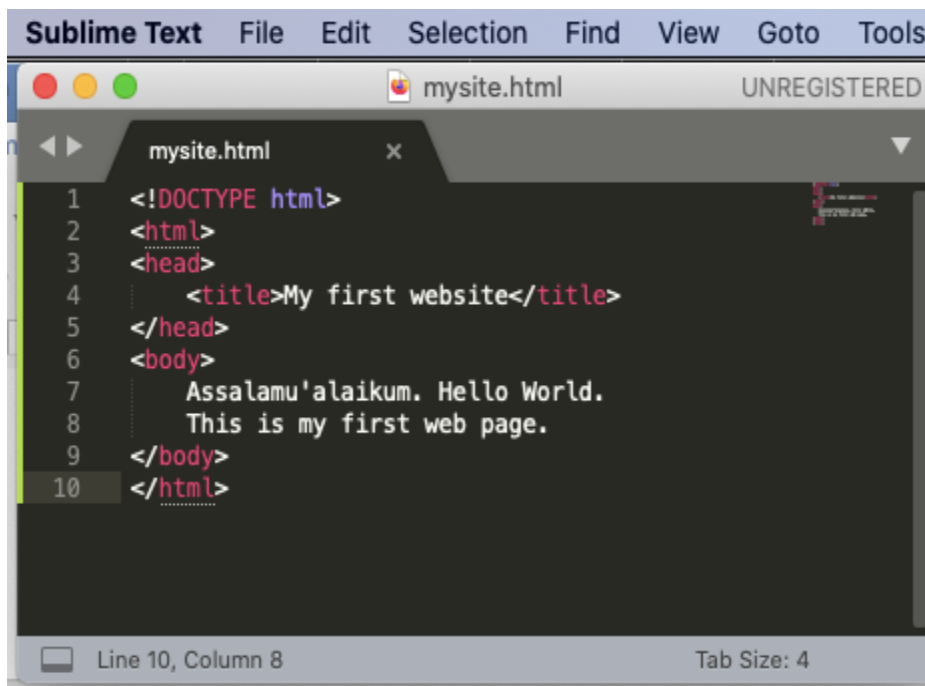 Sublime Text File Edit Selection Find View Goto Tools
mysite.html UNREGISTERED
mysite.html ×
1 <!DOCTYPE html>
2 <html>
3 <head>
4 <title>My first website</title>
5 </head>
6 <body>
7 Assalamu'alaikum. Hello World.
8 This is my first web page.
9 </body>
10 </html>
Line 10, Column 8 Tab Size: 4